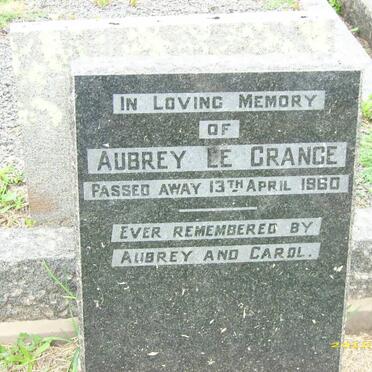 IN LOVING MEMORY
OF
AUBREY LE GRANGE
PASSED AWAY 13TH APRIL 1960
EVER REMEMBERED BY
AUBREY AND CAROL.